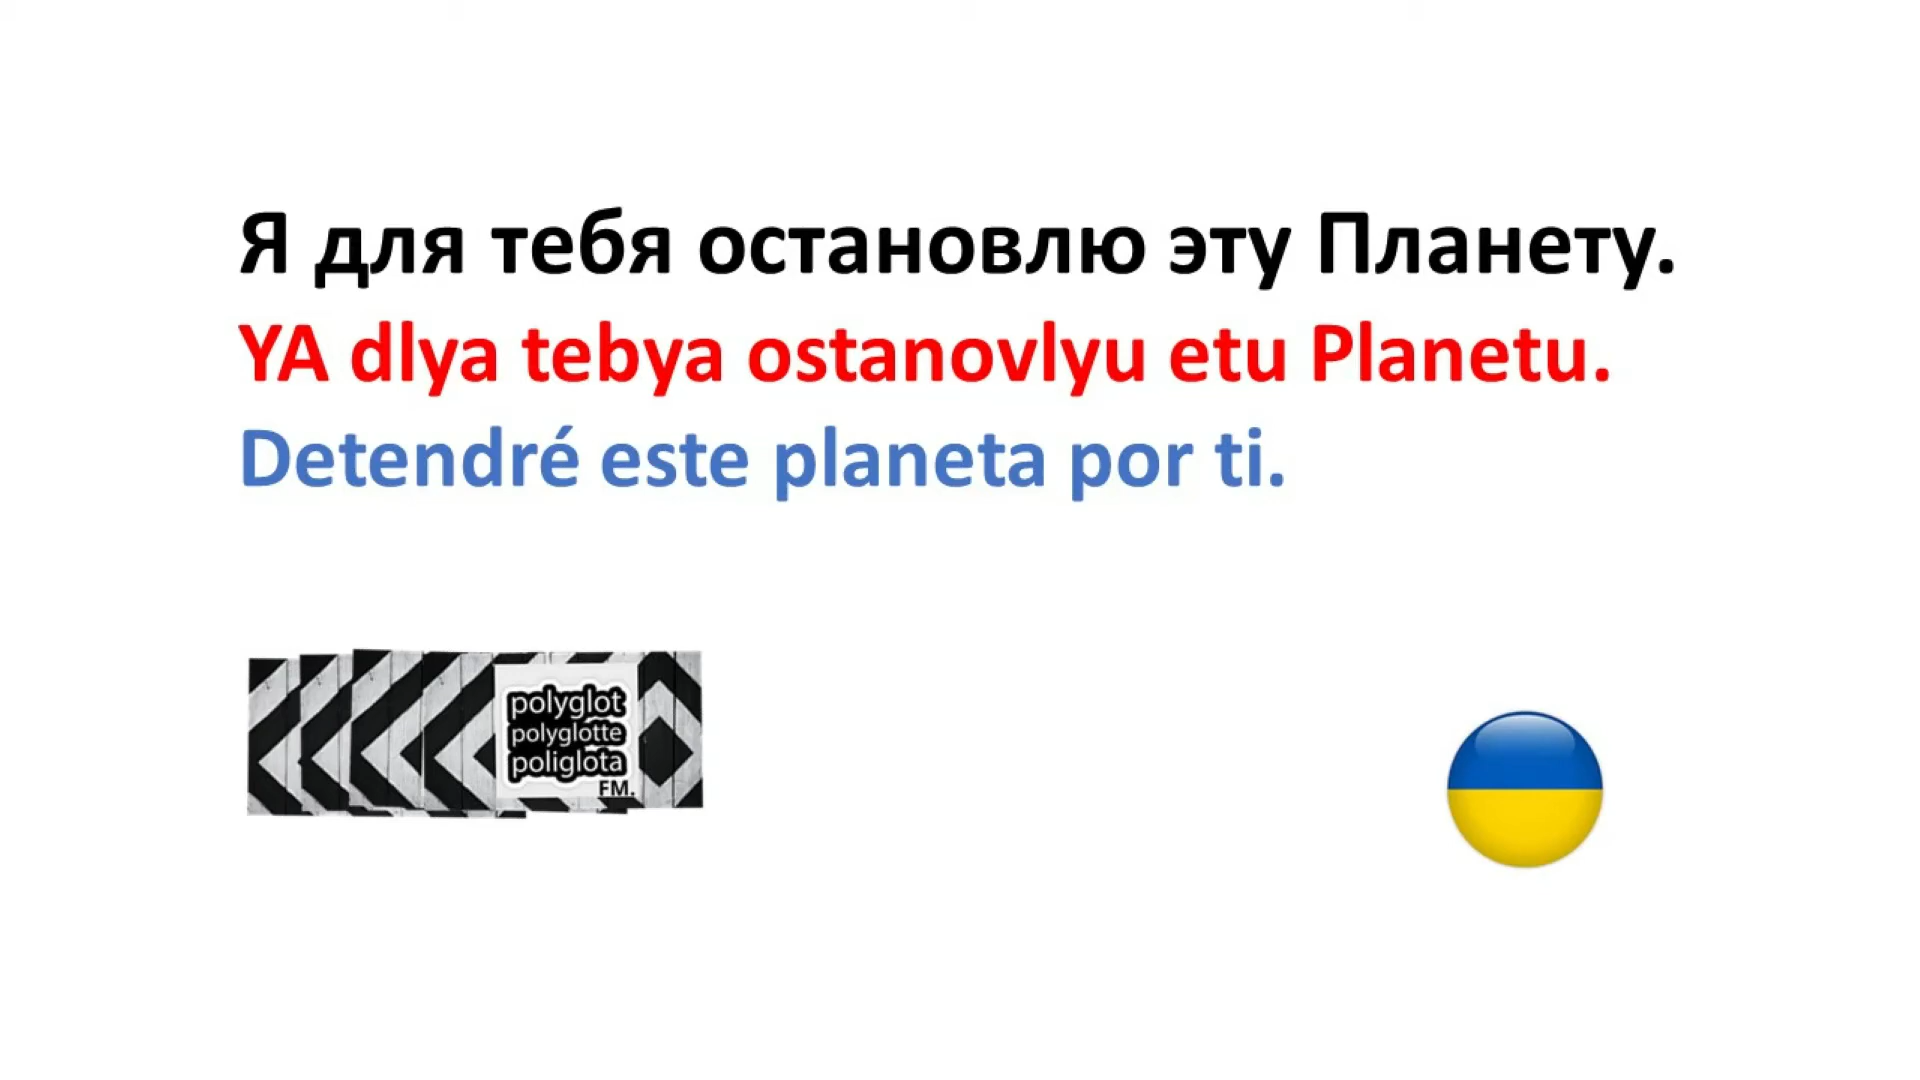 Я для тебя остановлю эту Планету.
YA dlya tebya ostanovlyu etu Planetu.
Detendré este planeta por ti.
polyglot
polyglotte
poliglota
FM.